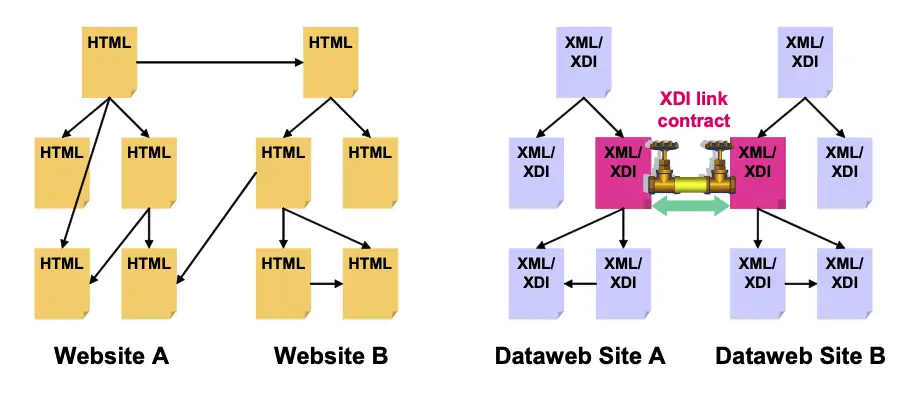 HTML
HTML
HTML
HTML
HTML
HTML
HTML
HTML
HTML
HTML
Website A
Website B
XML/
XDI
XML/
XDI
XDI link
contract
XML/
XDI
XML/
XDI
XML/
XDI
XML/
XDI
XML/
XDI
XML/
XDI
XML/
XDI
XML/
XDI
Dataweb Site A
Dataweb Site B